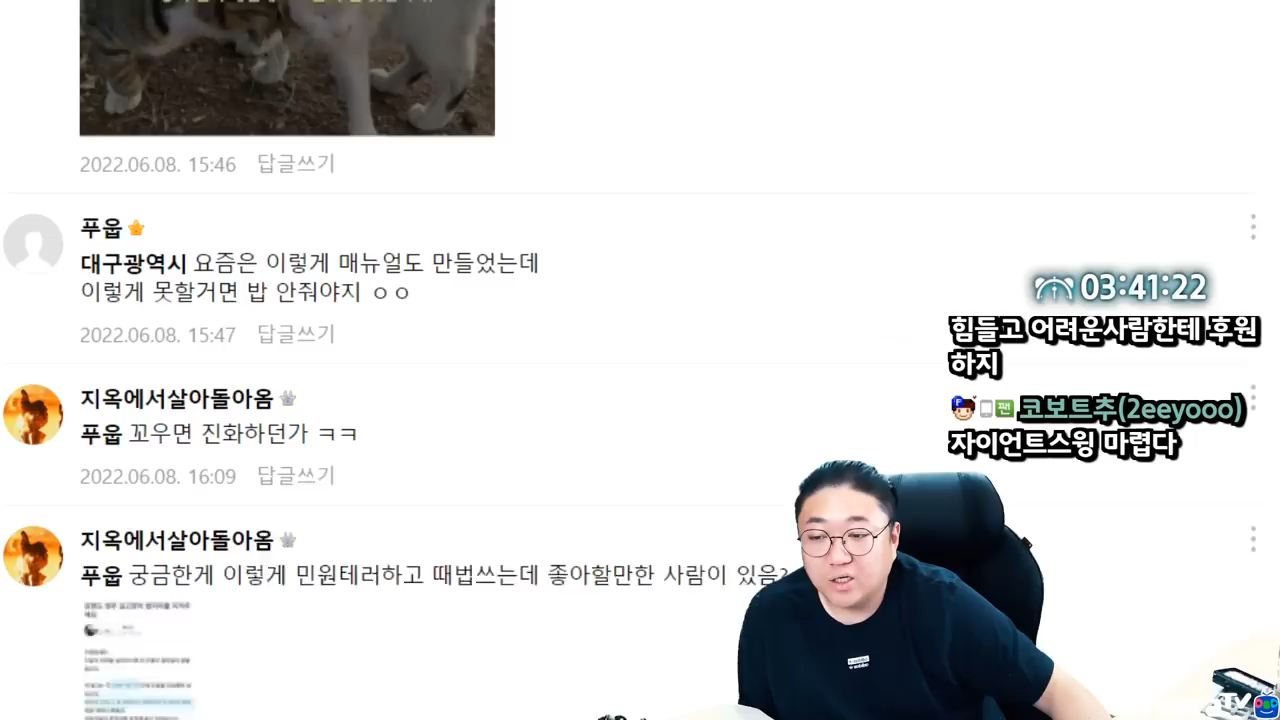 2022.06.08. 15:46 답글쓰기
푸웁
대구광역시 요즘은 이렇게 매뉴얼도 만들었는데
이렇게 못할거면 밥 안줘야지 ㅇㅇ
2022.06.08. 15:47 답글쓰기
지옥에서살아돌아옴
푸웁 꼬우면 진화하던가 ㅋㅋ
2022.06.08. 16:09 답글쓰기
지옥에서살아돌아옴
푸웁 궁금한게 이렇게 민원테러하고 때법쓰는데 좋아할만한 사람이 있음?
03:41:22
힘들고 어려운사람한테 후원
하지
코보트추(2eeyooo)
자이언트스윙 마렵다